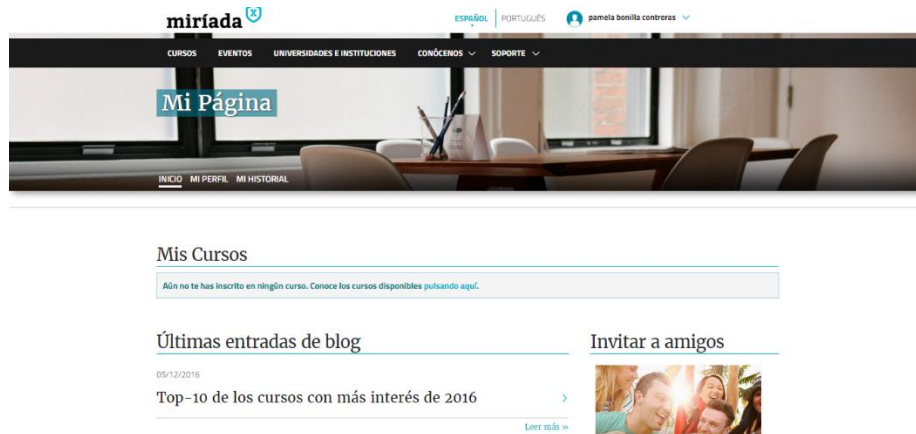 miríada x
ESPAÑOL PORTUGUÊS pamela bonilla contreras
CURSOS EVENTOS UNIVERSIDADES E INSTITUCIONES CONÓCENOS SOPORTE
Mi Página
INICIO MI PERFIL MI HISTORIAL
Mis Cursos
Aún no te has inscrito en ningún curso. Conoce los cursos disponibles pulsando aquí.
Últimas entradas de blog
05/12/2016
Top-10 de los cursos con más interés de 2016
Leer más »
Invitar a amigos